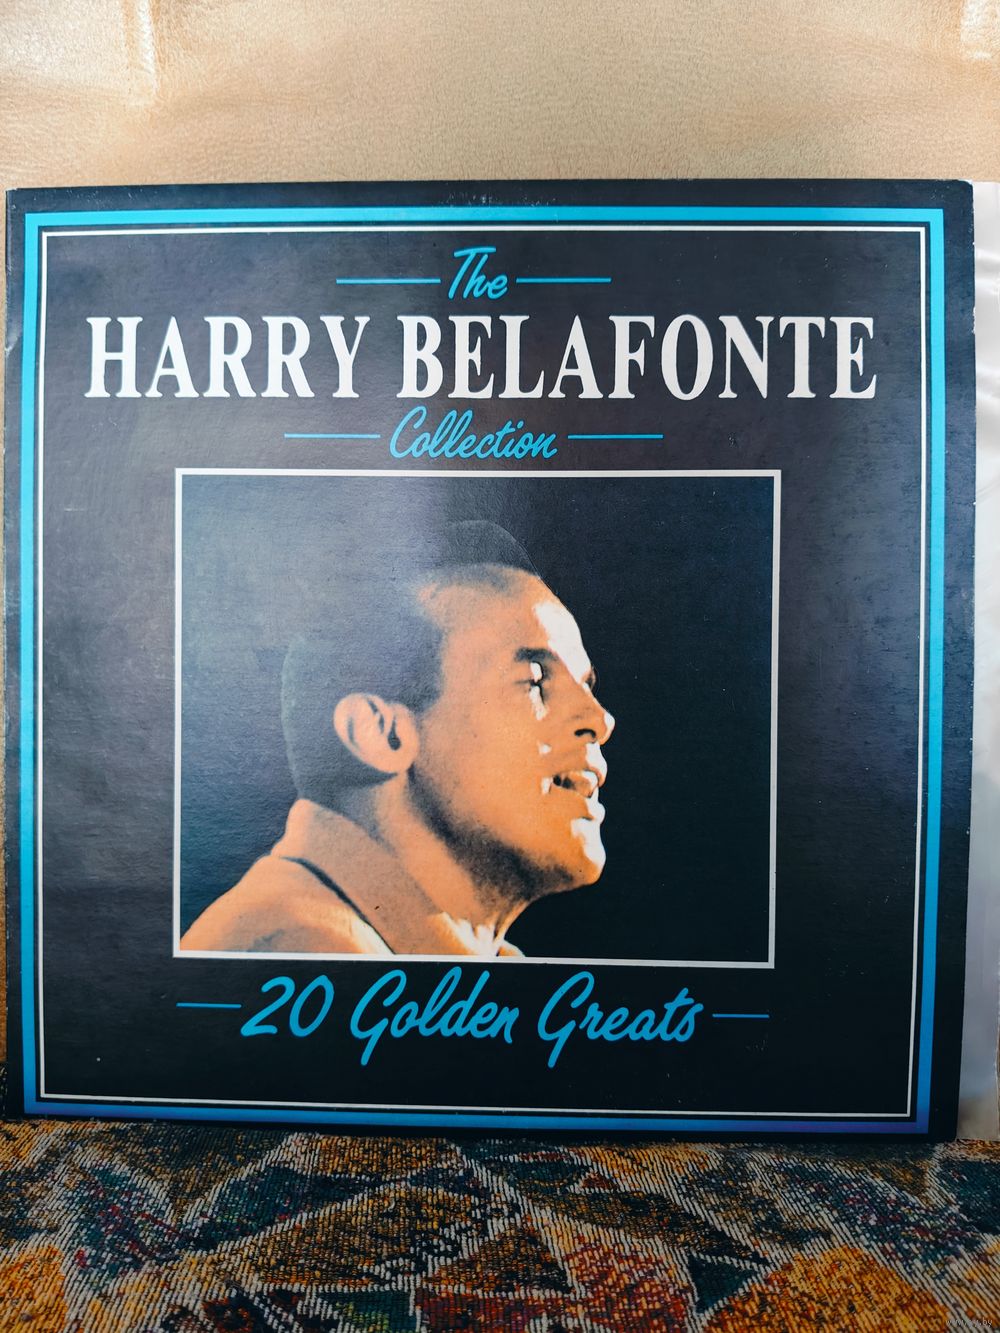 The
HARRY BELAFONTE
Collection
20 Golden Greats